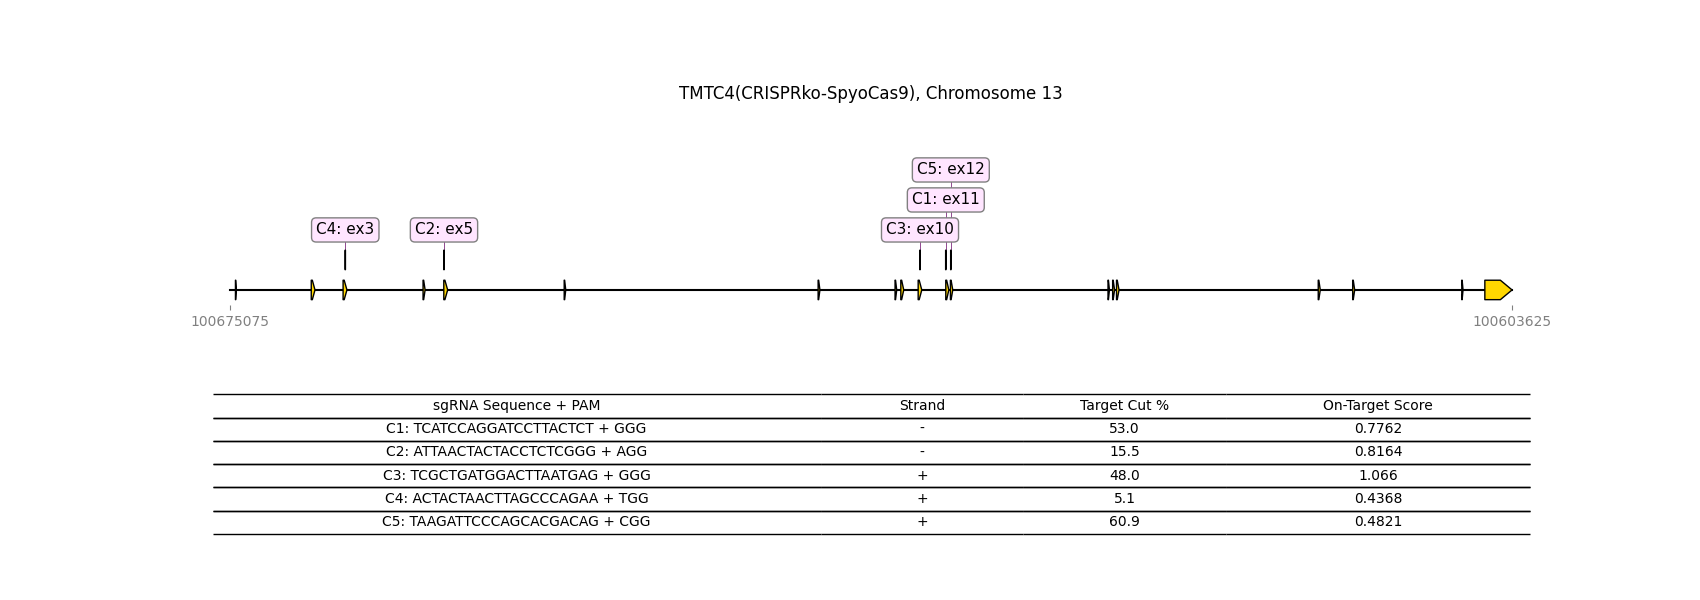 TMTC4(CRISPRko-SpyoCas9), Chromosome 13
C5: ex12
C1: ex11
C4: ex3 C2: ex5 C3: ex10
100675075 100603625
sgRNA Sequence + PAM Strand Target Cut % On-Target Score
C1: TCATCCAGGATCCTTACTCT + GGG - 53.0 0.7762
C2: ATTAACTACTACCTCTCGGG + AGG - 15.5 0.8164
C3: TCGCTGATGGACTTAATGAG + GGG + 48.0 1.066
C4: ACTACTAACTTAGCCCAGAA + TGG + 5.1 0.4368
C5: TAAGATTCCCAGCACGACAG + CGG + 60.9 0.4821